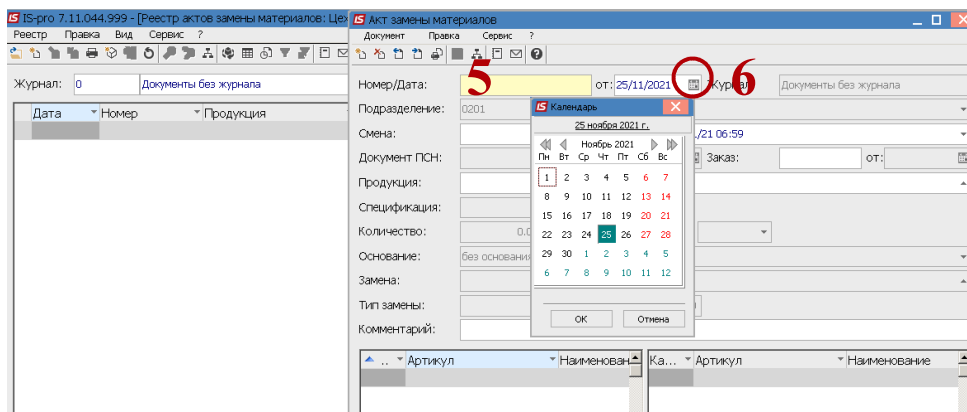 IS-pro 7.11.044.999 - [Реестр актов замены материалов: Цех
Реестр Правка Вид Сервис ?
Журнал: 0 Документы без журнала
Дата Номер Продукция
Акт замены материалов
Документ Правка Сервис ?
Номер/Дата: 5 от: 25/11/2021 6 Журнал: Документы без журнала
Подразделение: 0201
Смена: /21 06:59
Документ ПСН: Заказ: от:
Продукция:
Спецификация:
Количество: 0.0
Основание: без основания
Замена:
Тип замены:
Комментарий:
.. Артикул Наименован Ка... Артикул Наименование
Календарь
25 ноября 2021 г.
Ноябрь 2021
Пн Вт Ср Чт Пт Сб Вс
1 2 3 4 5 6 7
8 9 10 11 12 13 14
15 16 17 18 19 20 21
22 23 24 25 26 27 28
29 30 1 2 3 4 5
6 7 8 9 10 11 12
OK Отмена